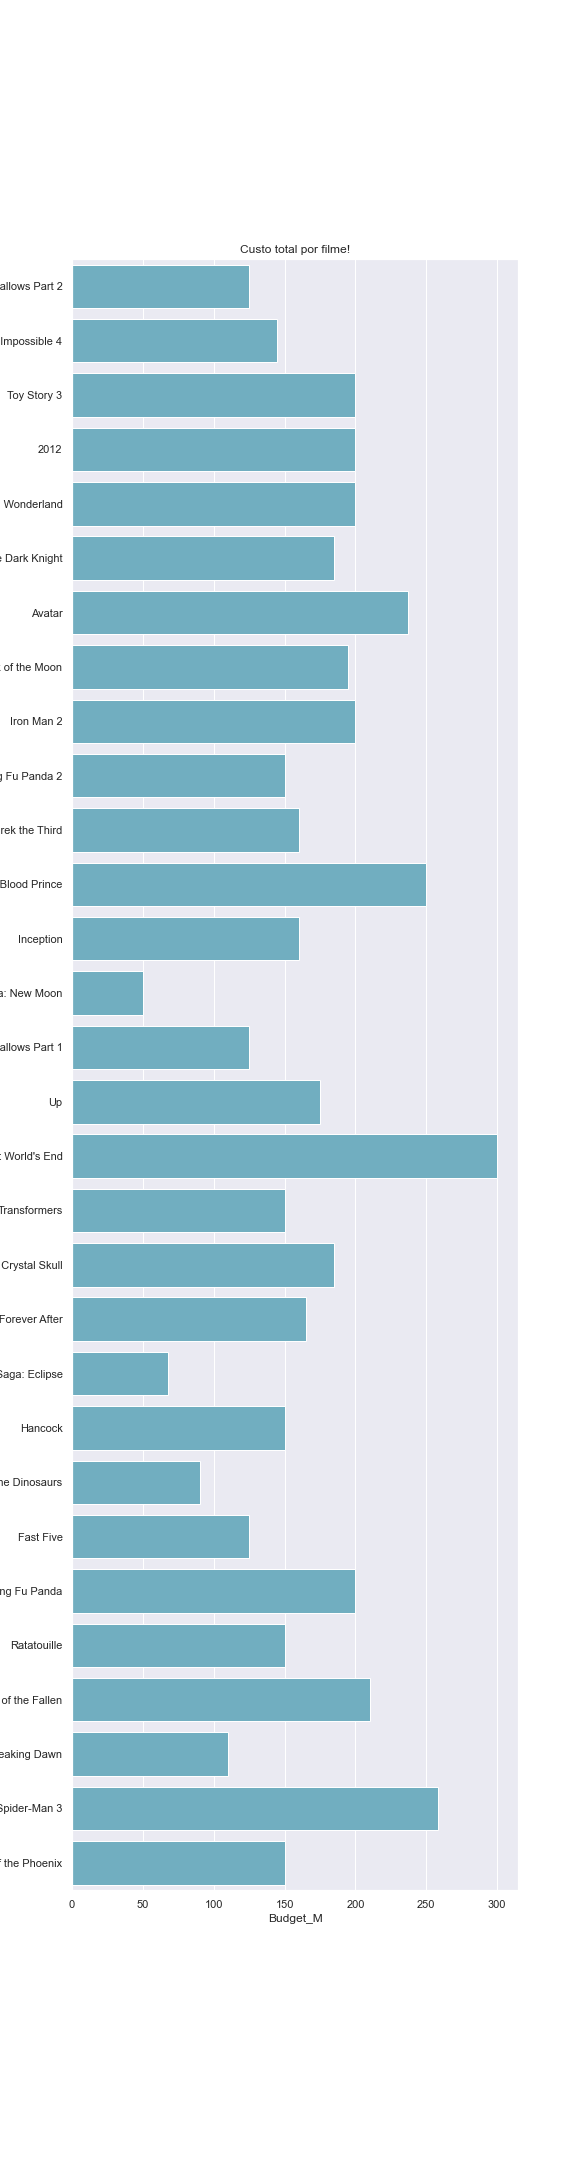 Custo total por filme!
allows Part 2
Impossible 4
Toy Story 3
2012
Wonderland
e Dark Knight
Avatar
of the Moon
Iron Man 2
g Fu Panda 2
rek the Third
Blood Prince
Inception
a: New Moon
allows Part 1
Up
t World's End
Transformers
Crystal Skull
Forever After
Saga: Eclipse
Hancock
he Dinosaurs
Fast Five
ng Fu Panda
Ratatouille
of the Fallen
eaking Dawn
Spider-Man 3
f the Phoenix
0 50 100 150 200 250 300
Budget_M